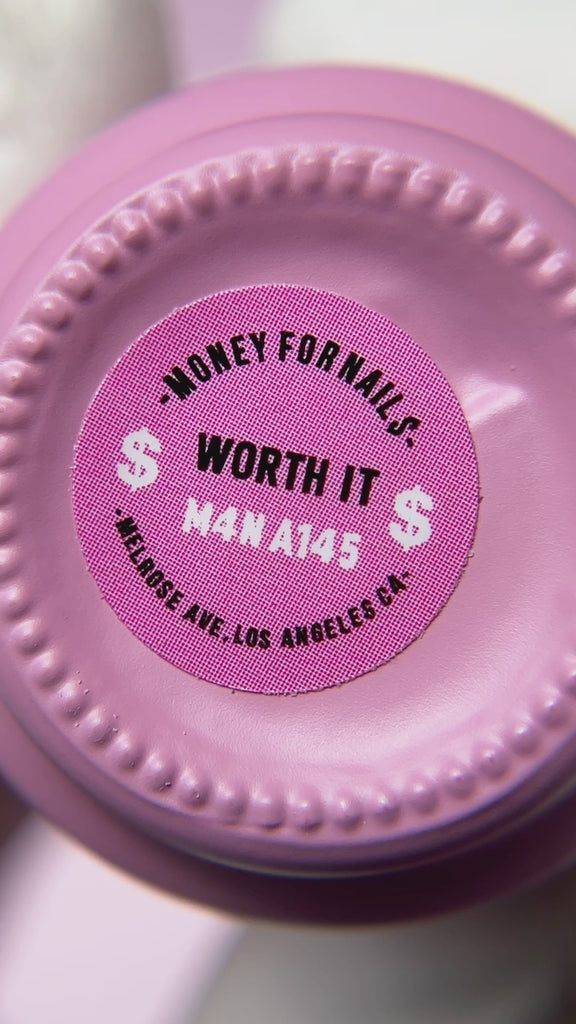 -MONEY FOR NAILS-
$ WORTH IT $
M4N A145
-MELROSE AVE., LOS ANGELES CA-